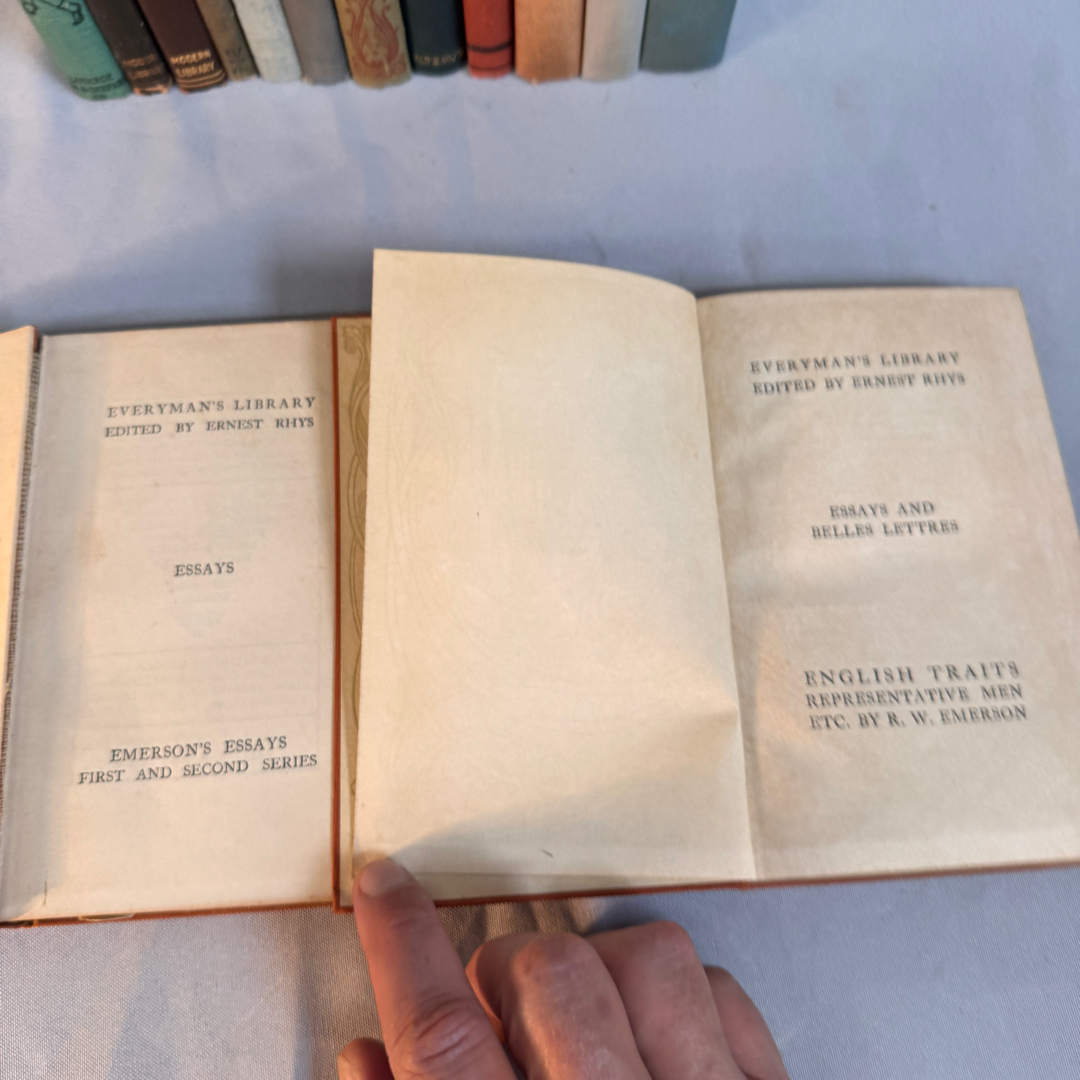 MODERN
LIBRARY
EVERYMAN'S LIBRARY
EDITED BY ERNEST RHYS
ESSAYS
EMERSON'S ESSAYS
FIRST AND SECOND SERIES
EVERYMAN'S LIBRARY
EDITED BY ERNEST RHYS
ESSAYS AND
BELLES LETTRES
ENGLISH TRAITS
REPRESENTATIVE MEN
ETC. BY R. W. EMERSON